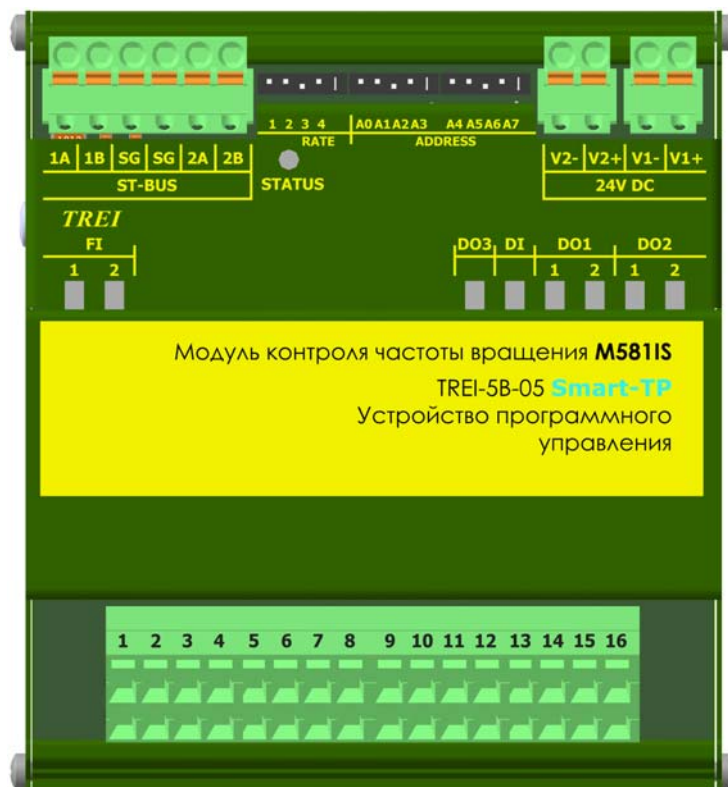 1 2 3 4 A0 A1 A2 A3 A4 A5 A6 A7
RATE ADDRESS
1A 1B SG SG 2A 2B
ST-BUS
STATUS
V2- V2+ V1- V1+
24V DC
TREI
FI
1 2
DO3 DI DO1 DO2
1 2 1 2
Модуль контроля частоты вращения M581IS
TREI-5B-05 Smart-TP
Устройство программного
управления
1 2 3 4 5 6 7 8 9 10 11 12 13 14 15 16